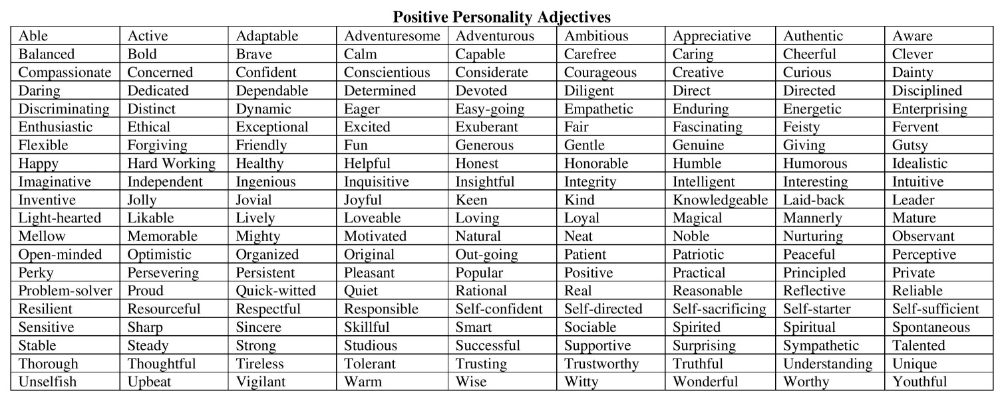 Positive Personality Adjectives
Able Active Adaptable Adventuresome Adventurous Ambitious Appreciative Authentic Aware
Balanced Bold Brave Calm Capable Carefree Caring Cheerful Clever
Compassionate Concerned Confident Conscientious Considerate Courageous Creative Curious Dainty
Daring Dedicated Dependable Determined Devoted Diligent Direct Directed Disciplined
Discriminating Distinct Dynamic Eager Easy-going Empathetic Enduring Energetic Enterprising
Enthusiastic Ethical Exceptional Excited Exuberant Fair Fascinating Feisty Fervent
Flexible Forgiving Friendly Fun Generous Gentle Genuine Giving Gutsy
Happy Hard Working Healthy Helpful Honest Honorable Humble Humorous Idealistic
Imaginative Independent Ingenious Inquisitive Insightful Integrity Intelligent Interesting Intuitive
Inventive Jolly Jovial Joyful Keen Kind Knowledgeable Laid-back Leader
Light-hearted Likable Lively Loveable Loving Loyal Magical Mannerly Mature
Mellow Memorable Mighty Motivated Natural Neat Noble Nurturing Observant
Open-minded Optimistic Organized Original Out-going Patient Patriotic Peaceful Perceptive
Perky Persevering Persistent Pleasant Popular Positive Practical Principled Private
Problem-solver Proud Quick-witted Quiet Rational Real Reasonable Reflective Reliable
Resilient Resourceful Respectful Responsible Self-confident Self-directed Self-sacrificing Self-starter Self-sufficient
Sensitive Sharp Sincere Skillful Smart Sociable Spirited Spiritual Spontaneous
Stable Steady Strong Studious Successful Supportive Surprising Sympathetic Talented
Thorough Thoughtful Tireless Tolerant Trusting Trustworthy Truthful Understanding Unique
Unselfish Upbeat Vigilant Warm Wise Witty Wonderful Worthy Youthful